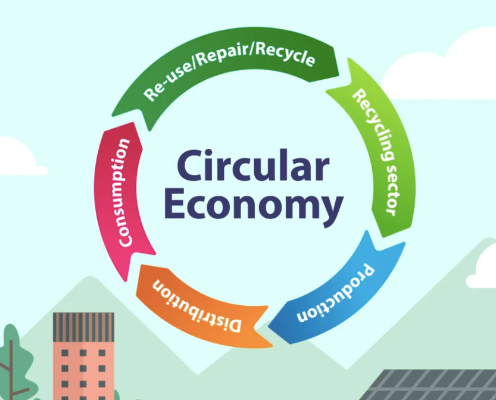 Circular
Economy
Re-use/Repair/Recycle
Recycling sector
Production
Distribution
Consumption